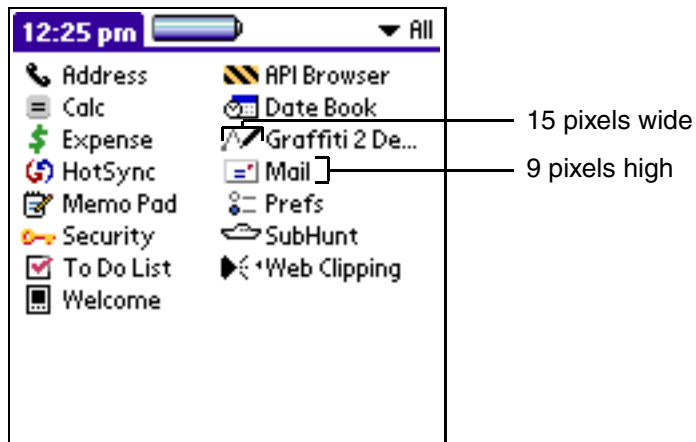 12:25 pm All
Address API Browser
Calc Date Book
15 pixels wide
Expense Graffiti 2 De...
HotSync Mail
9 pixels high
Memo Pad Prefs
Security SubHunt
To Do List Web Clipping
Welcome